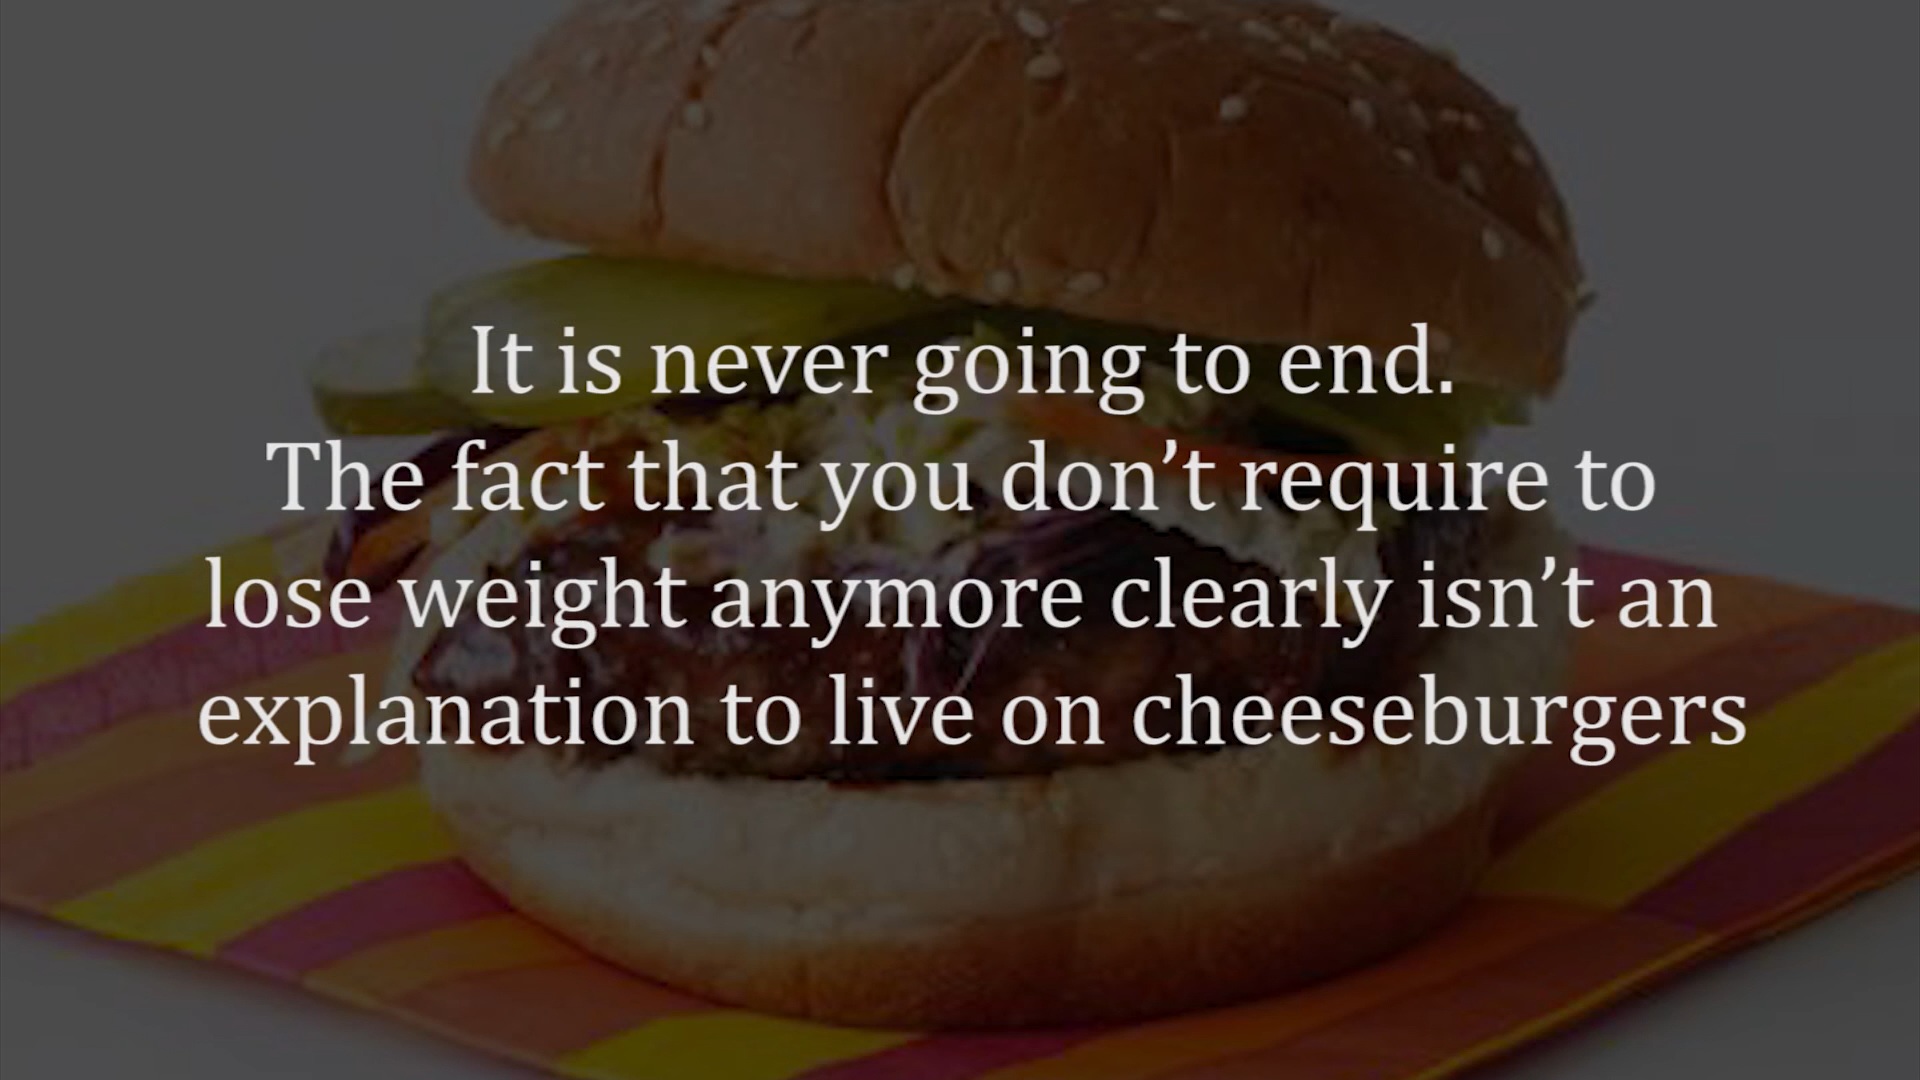 It is never going to end.
The fact that you don’t require to
lose weight anymore clearly isn’t an
explanation to live on cheeseburgers